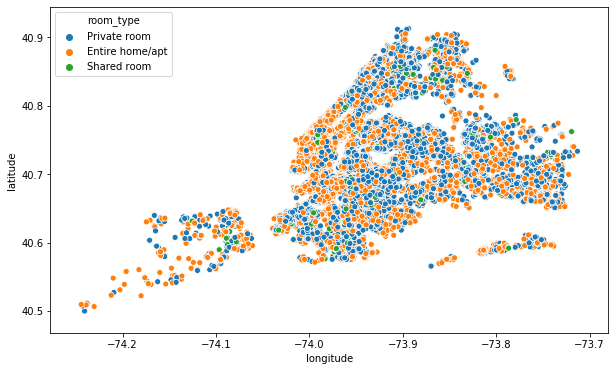 room_type
Private room
Entire home/apt
Shared room
latitude
40.9
40.8
40.7
40.6
40.5
−74.2
−74.1
−74.0
−73.9
−73.8
−73.7
longitude